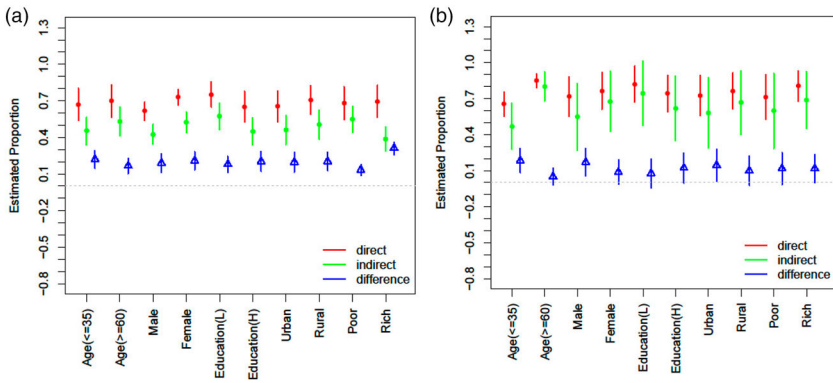 (a)
Estimated Proportion
1.3
1.0
0.7
0.4
0.1
−0.2
−0.5
−0.8
direct
indirect
difference
Age(<=35)
Age(>=60)
Male
Female
Education(L)
Education(H)
Urban
Rural
Poor
Rich
(b)
Estimated Proportion
1.3
1.0
0.7
0.4
0.1
−0.2
−0.5
−0.8
direct
indirect
difference
Age(<=35)
Age(>=60)
Male
Female
Education(L)
Education(H)
Urban
Rural
Poor
Rich